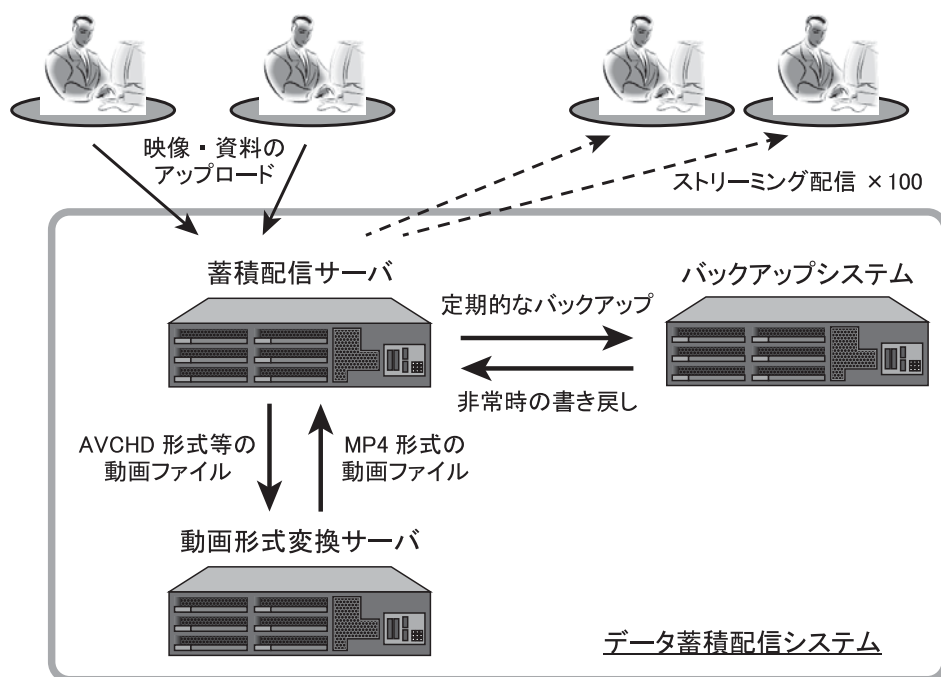 映像・資料の
アップロード
ストリーミング配信 ×100
蓄積配信サーバ
バックアップシステム
定期的なバックアップ
非常時の書き戻し
AVCHD 形式等の
動画ファイル
MP4 形式の
動画ファイル
動画形式変換サーバ
データ蓄積配信システム